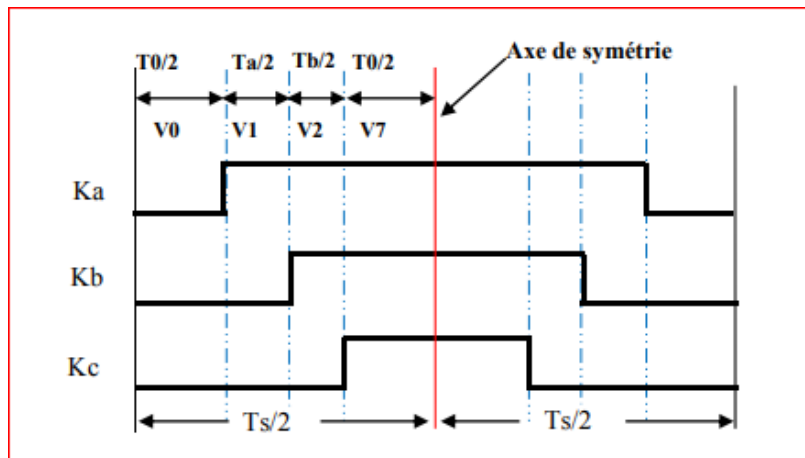 Axe de symétrie
T0/2 Ta/2 Tb/2 T0/2
V0 V1 V2 V7
Ka
Kb
Kc
Ts/2 Ts/2